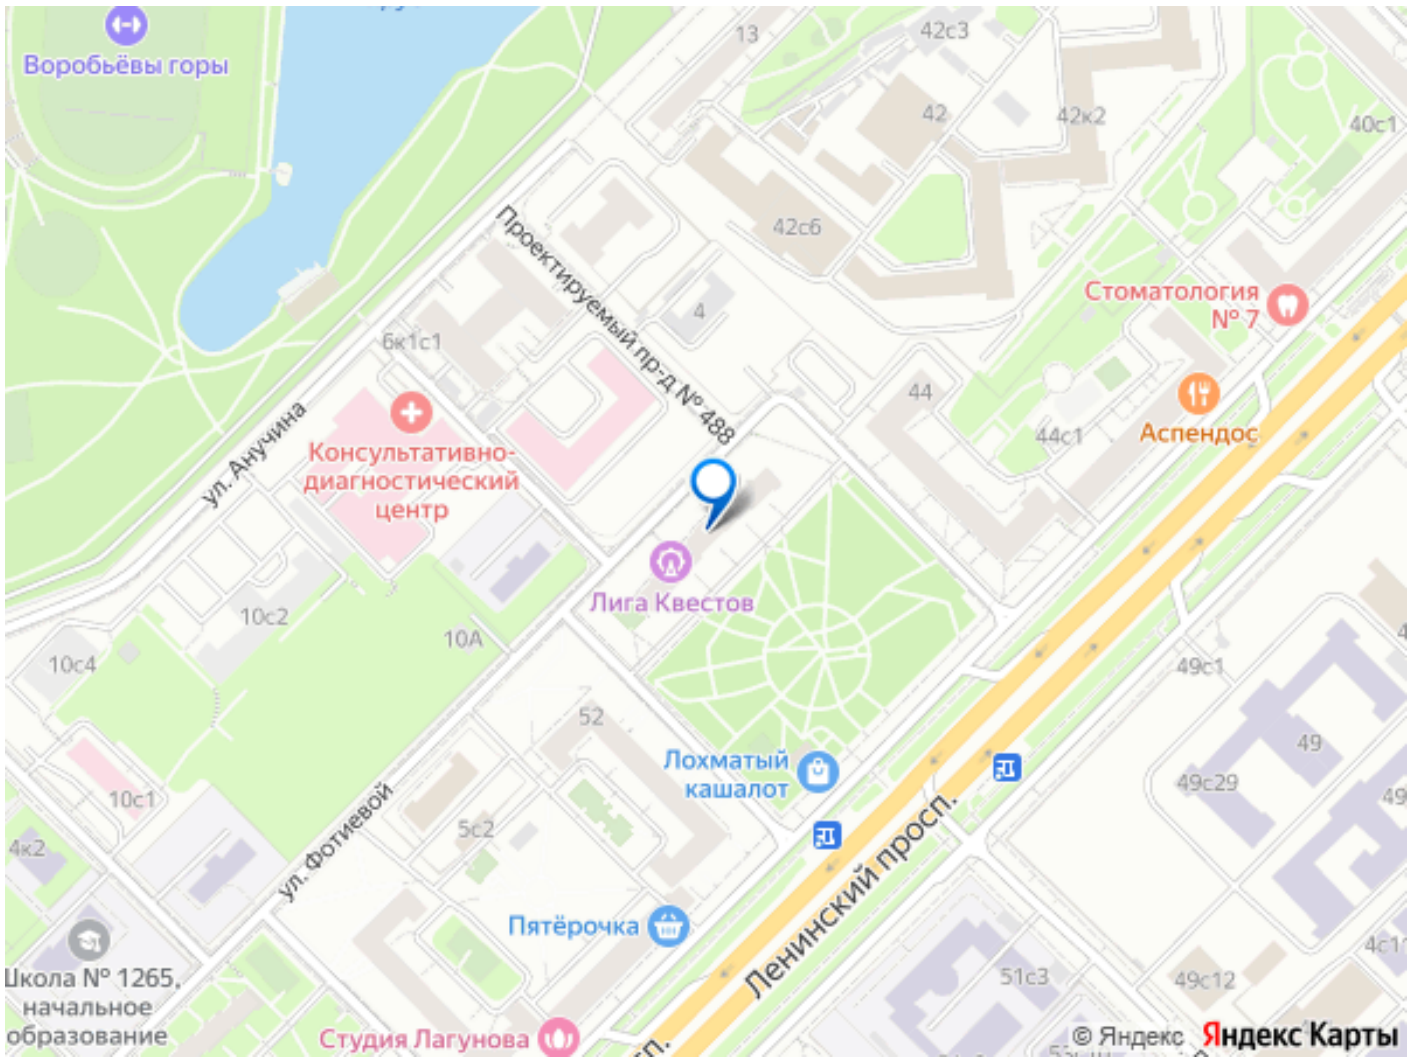 42с3
13
Воробьёвы горы
42
42к2
40с1
Проектируемый пр-д № 488
42с6
Стоматология
№ 7
4
6к1с1
44
Аспендос
44с1
ул. Анучина
Консультативно-
диагностический
центр
Лига Квестов
10с2
10А
10с4
49с1
52
49
Лохматый
кашалот
49с29
49
10с1
5с2
4к2
ул. Фотиевой
Ленинский просп.
Пятёрочка
Школа № 1265,
начальное
образование
51с3
49с12
Студия Лагунова
© Яндекс Яндекс Карты